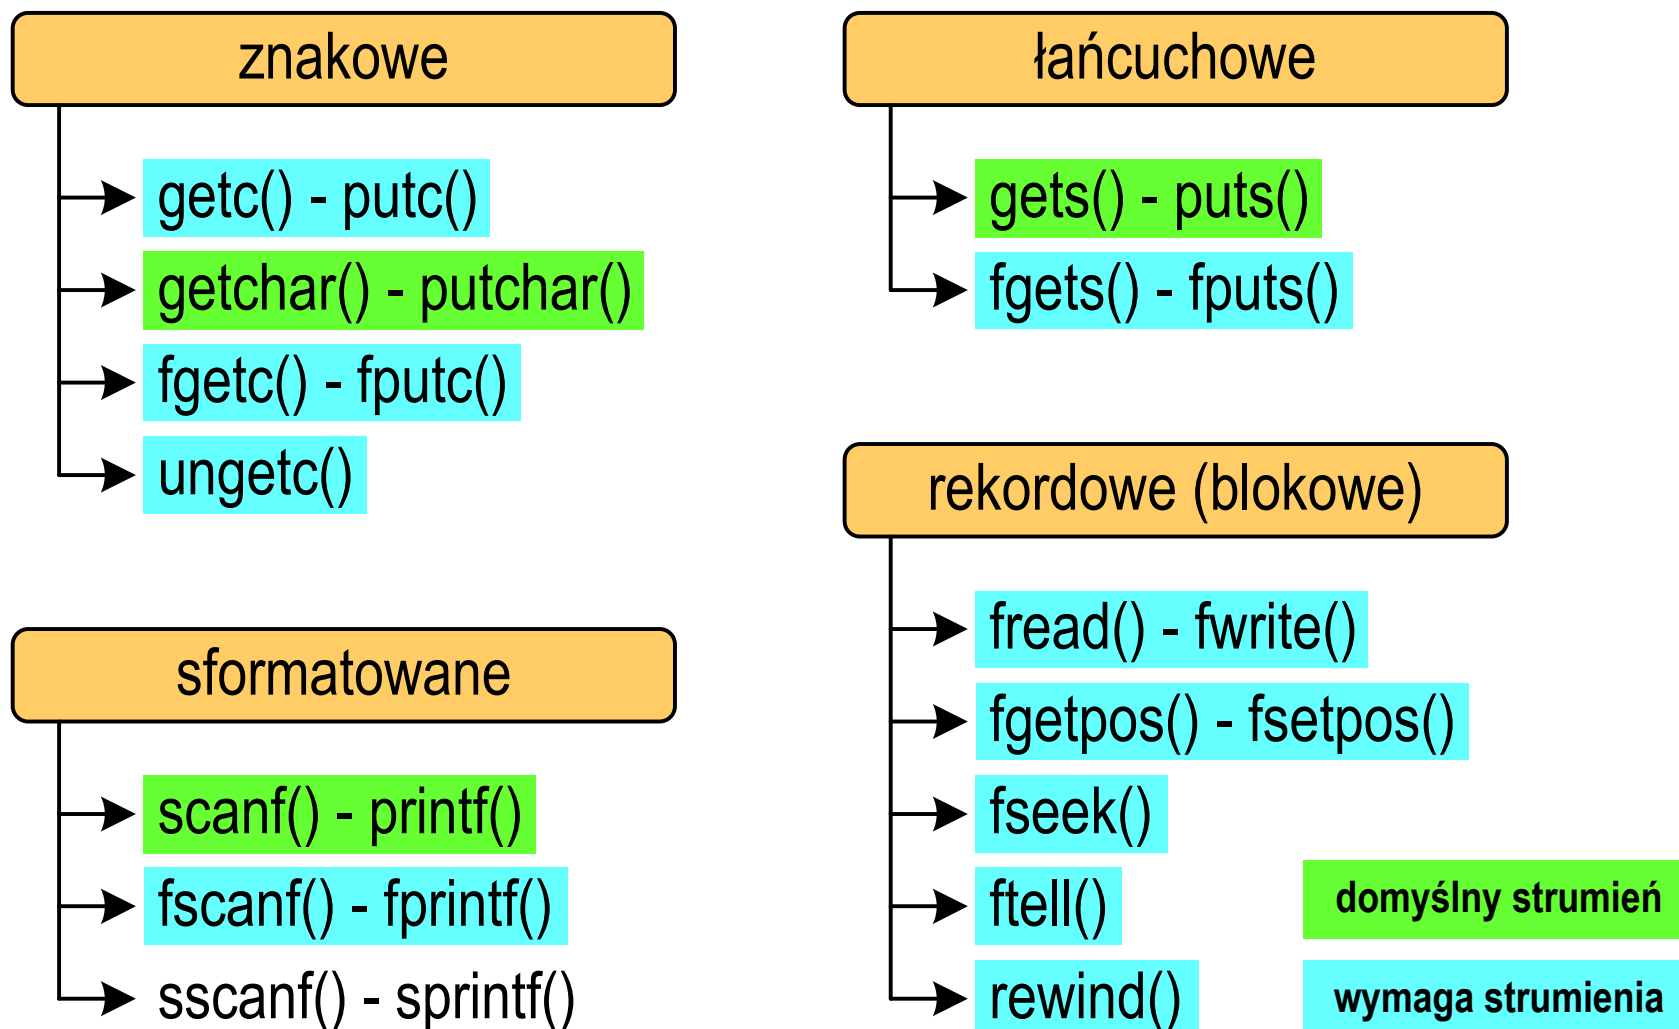 znakowe
getc() - putc()
getchar() - putchar()
fgetc() - fputc()
ungetc()
sformatowane
scanf() - printf()
fscanf() - fprintf()
sscanf() - sprintf()
łańcuchowe
gets() - puts()
fgets() - fputs()
rekordowe (blokowe)
fread() - fwrite()
fgetpos() - fsetpos()
fseek()
ftell()
rewind()
domyślny strumień
wymaga strumienia